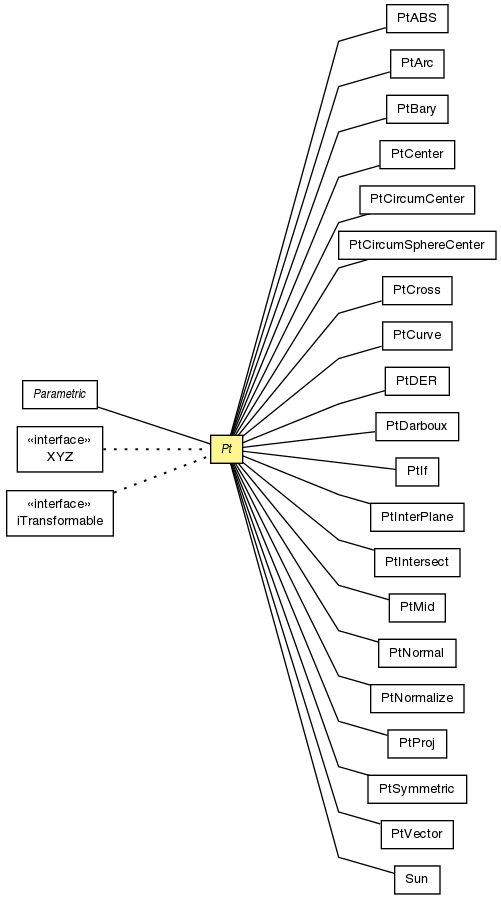 PtABS
PtArc
PtBary
PtCenter
PtCircumCenter
PtCircumSphereCenter
PtCross
PtCurve
PtDER
Parametric
PtDarboux
«interface»
XYZ
Pt
PtIf
«interface»
iTransformable
PtInterPlane
PtIntersect
PtMid
PtNormal
PtNormalize
PtProj
PtSymmetric
PtVector
Sun